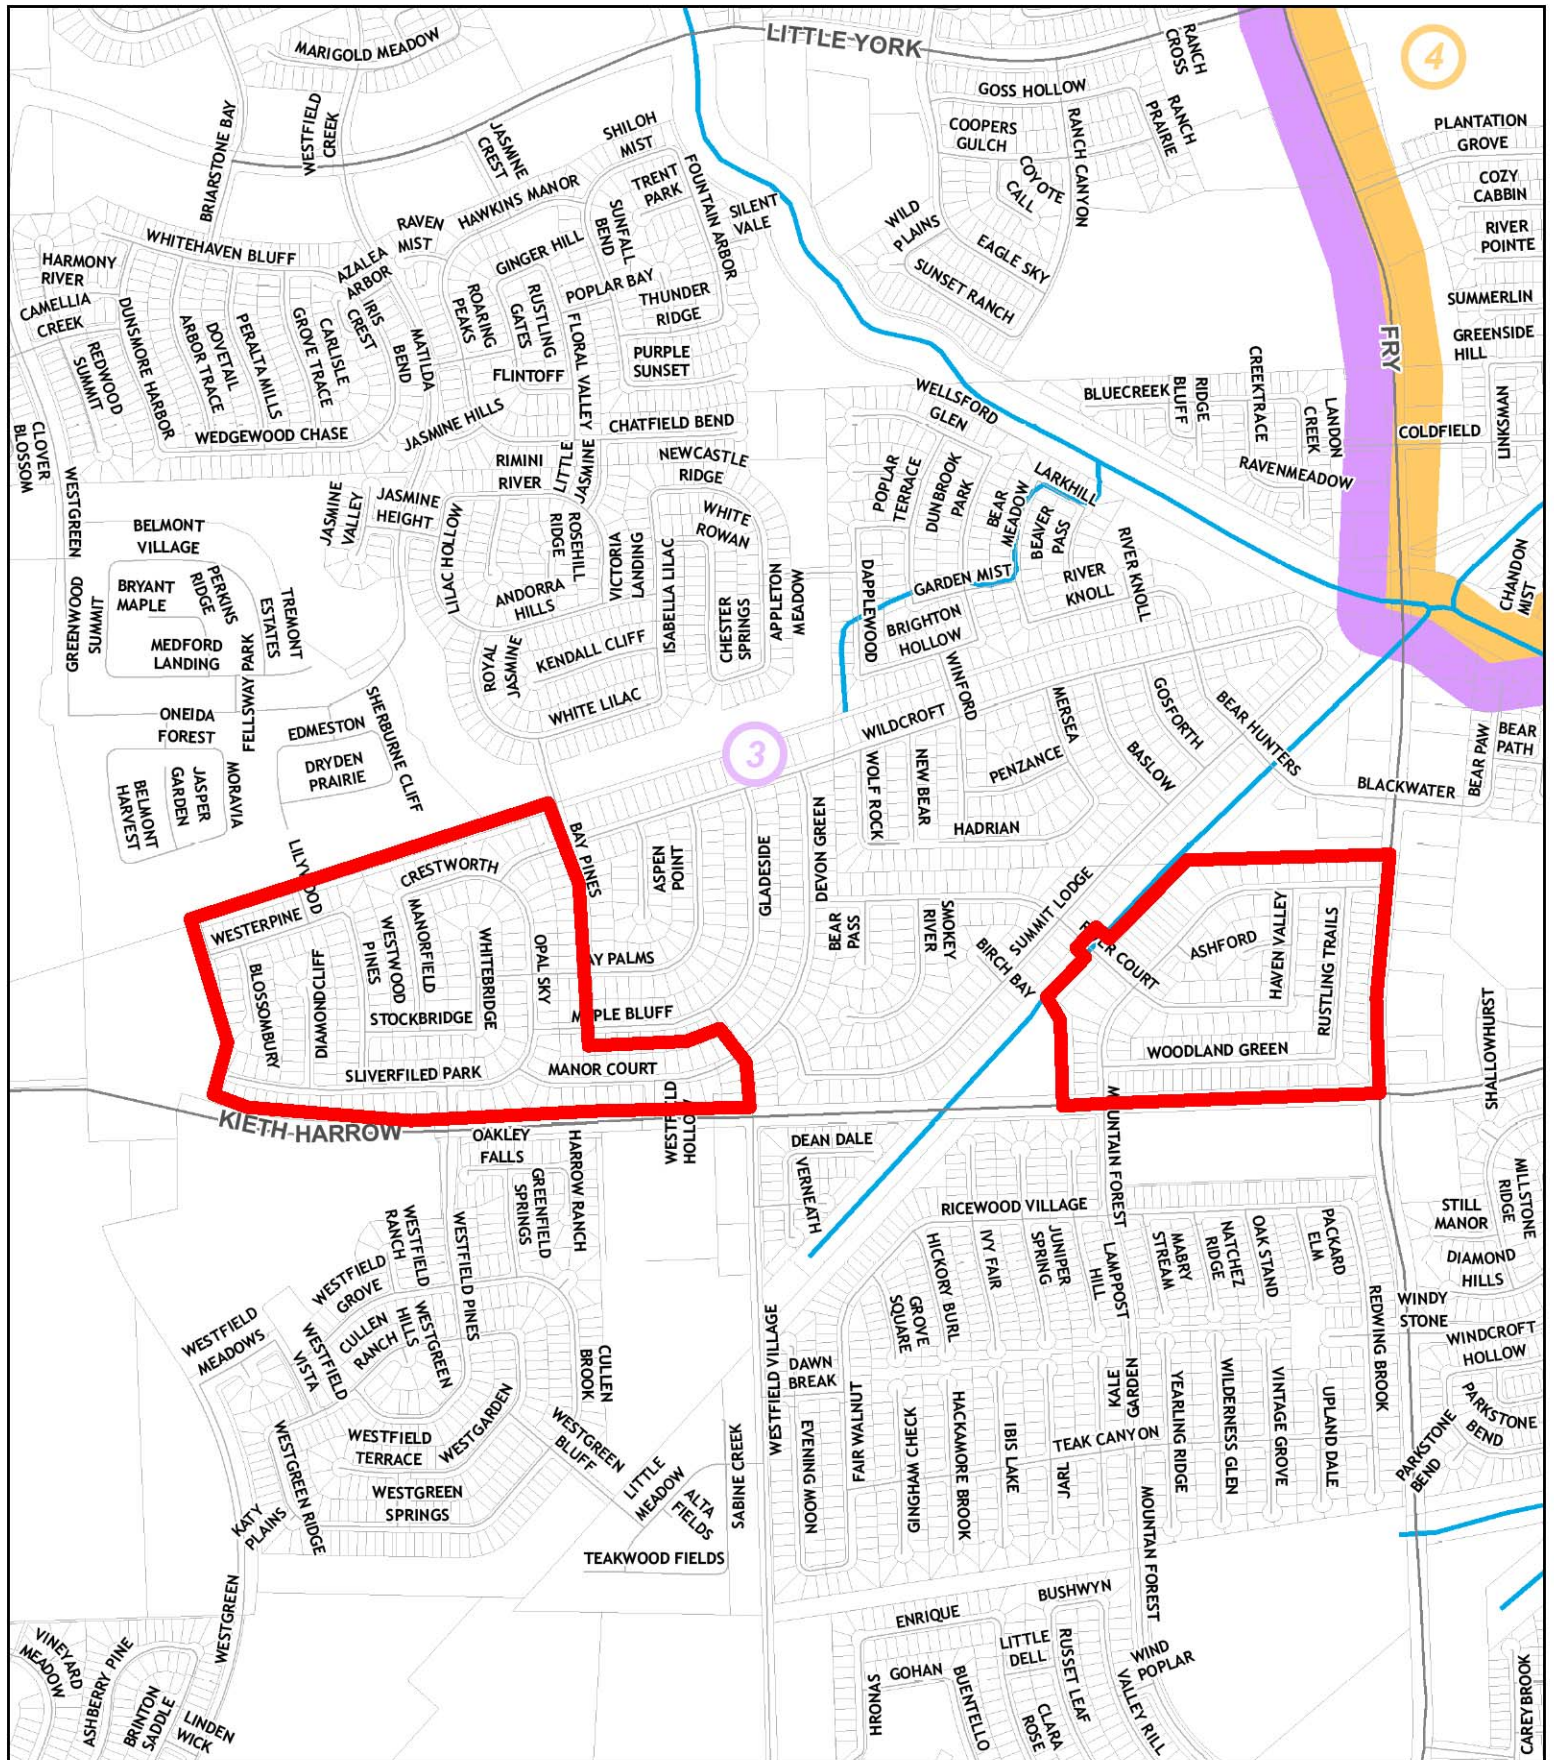 LITTLE YORK
RANCH
CROSS
4
MARIGOLD MEADOW
BRIARSTONE BAY
WESTFIELD
CREEK
JASMINE
CREST
SHILOH
MIST
GOSS HOLLOW
COOPERS
GULCH
COYOTE
CALL
RANCH CANYON
RANCH
PRAIRIE
PLANTATION
GROVE
COZY
CABBIN
RIVER
POINTE
HAWKINS MANOR
TRENT
PARK
FOUNTAIN ARBOR
SILENT
VALE
RAVEN
MIST
SUNFALL
BEND
WILD
PLAINS
EAGLE SKY
SUNSET RANCH
WHITEHAVEN BLUFF
AZALEA
ARBOR
GINGER HILL
POPLAR BAY
THUNDER
RIDGE
HARMONY
RIVER
CAMELLIA
CREEK
DUNSMORE HARBOR
ARBOR TRACE
DOVETAIL
PERALTA MILLS
GROVE TRACE
CARLISLE
IRIS
CREST
MATILDA
BEND
ROARING
PEAKS
RUSTLING
GATES
FLORAL VALLEY
SUMMERLIN
GREENSIDE
HILL
FRY
REDWOOD
SUMMIT
PURPLE
SUNSET
FLINTOFF
WELLSFORD
GLEN
BLUECREEK
RIDGE
BLUFF
CREEKTRACE
LANDON
CREEK
COLDFIELD
LINKSMAN
CLOVER
BLOSSOM
WEDGEWOOD CHASE
JASMINE HILLS
CHATFIELD BEND
RIMINI
RIVER
LITTLE
JASMINE
NEWCASTLE
RIDGE
RAVENMEADOW
WESTGREEN
JASMINE
VALLEY
JASMINE
HEIGHT
WHITE
ROWAN
POPLAR
TERRACE
DUNBROOK
PARK
BEAR
MEADOW
LARKHILL
BEAVER
PASS
RIVER KNOLL
BELMONT
VILLAGE
LILAC HOLLOW
ROSEHILL
RIDGE
VICTORIA
LANDING
ISABELLA LILAC
CHESTER
SPRINGS
APPLETON
MEADOW
DAPPLEWOOD
GARDEN MIST
RIVER
KNOLL
CHANDON
MIST
GREENWOOD
SUMMIT
BRYANT
MAPLE
PERKINS
RIDGE
TREMONT
ESTATES
MEDFORD
LANDING
ANDORRA
HILLS
BRIGHTON
HOLLOW
FELLSWAY PARK
ROYAL
JASMINE
KENDALL CLIFF
WHITE LILAC
WINFORD
MERSEA
GOSFORTH
BEAR HUNTERS
ONEIDA
FOREST
EDMESTON
SHERBURNE CLIFF
DRYDEN
PRAIRIE
3
WILDCROFT
PENZANCE
BASLOW
BLACKWATER
BEAR PAW
BEAR
PATH
BELMONT
HARVEST
JASPER
GARDEN
MORAVIA
WOLF ROCK
NEW BEAR
HADRIAN
BAY PINES
ASPEN
POINT
GLADESIDE
DEVON GREEN
LILYWOOD
CRESTWORTH
WESTERPINE
SUMMIT LODGE
BEAR
PASS
SMOKEY
RIVER
BIRCH BAY
RIVER COURT
ASHFORD
HAVEN VALLEY
RUSTLING TRAILS
BLOSSOMBURY
DIAMONDCLIFF
WESTWOOD
PINES
MANORFIELD
WHITEBRIDGE
OPAL SKY
AY PALMS
MAPLE BLUFF
STOCKBRIDGE
SLIVERFILED PARK
MANOR COURT
WOODLAND GREEN
SHALLOWHURST
KIETH-HARROW
WESTFIELD
HOLLOW
MOUNTAIN FOREST
OAKLEY
FALLS
HARROW RANCH
GREENFIELD
SPRINGS
DEAN DALE
VERNEATH
RICEWOOD VILLAGE
STILL
MANOR
MILLSTONE
RIDGE
DIAMOND
HILLS
WESTFIELD
RANCH
WESTFIELD PINES
WESTFIELD
GROVE
HICKORY BURL
IVY FAIR
JUNIPER
SPRING
LAMPPOST
HILL
MABRY
STREAM
NATCHEZ
RIDGE
OAK STAND
PACKARD
ELM
REDWING BROOK
WINDY
STONE
WINDCROFT
HOLLOW
WESTFIELD
MEADOWS
CULLEN
RANCH
WESTGREEN
HILLS
WESTFIELD
VISTA
GROVE
SQUARE
WESTFIELD VILLAGE
DAWN
BREAK
CULLEN
BROOK
KALE
GARDEN
PARKSTONE
BEND
WESTGREEN RIDGE
WESTFIELD
TERRACE
WESTGARDEN
WESTGREEN
BLUFF
EVENING MOON
FAIR WALNUT
GINGHAM CHECK
HACKAMORE BROOK
IBIS LAKE
TEAK CANYON
JARL
YEARLING RIDGE
WILDERNESS GLEN
VINTAGE GROVE
UPLAND DALE
PARKSTONE
BEND
KATY
PLAINS
WESTGREEN
SPRINGS
LITTLE
MEADOW
ALTA
FIELDS
SABINE CREEK
MOUNTAN FOREST
TEAKWOOD FIELDS
WESTGREEN
ENRIQUE
BUSHWYN
VINEYARD
MEADOW
ASHBERRY PINE
BRINTON
SADDLE
LINDEN
WICK
HRONAS
GOHAN
BUENTELLO
LITTLE
DELL
CLARA
ROSE
RUSSET LEAF
WIND
POPLAR
VALLEY RILL
CAREYBROOK